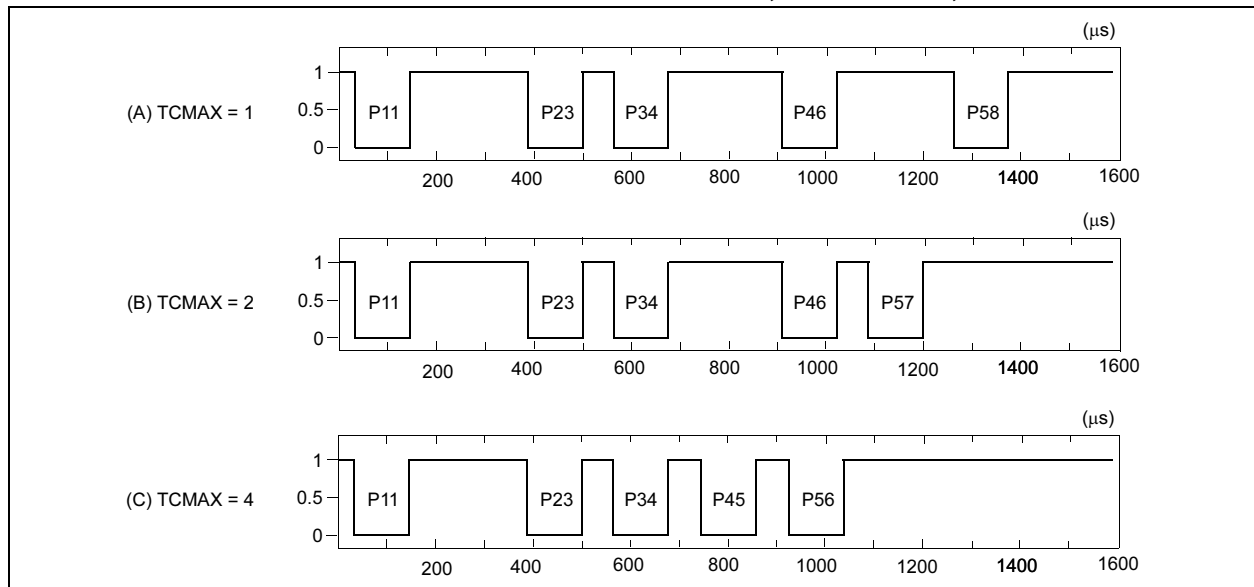 (μs)
1
0.5
0
(A) TCMAX = 1
P11 P23 P34 P46 P58
200 400 600 800 1000 1200 1400 1600
(μs)
1
0.5
0
(B) TCMAX = 2
P11 P23 P34 P46 P57
200 400 600 800 1000 1200 1400 1600
(μs)
1
0.5
0
(C) TCMAX = 4
P11 P23 P34 P45 P56
200 400 600 800 1000 1200 1400 1600